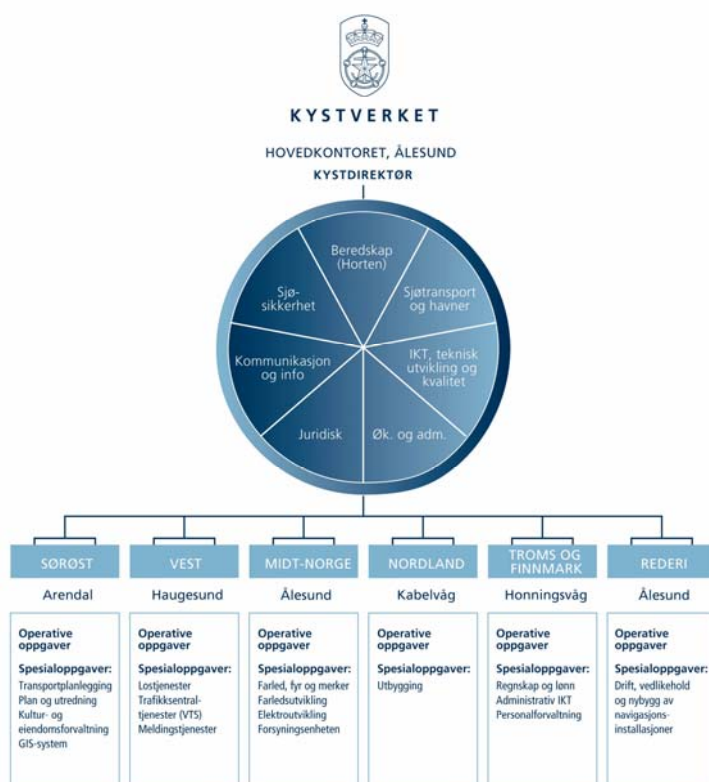 KYSTVERKET
HOVEDKONTORET, ÅLESUND
KYSTDIREKTØR
Beredskap
(Horten)
Sjøtransport
og havner
IKT, teknisk
utvikling og
kvalitet
Øk. og adm.
Juridisk
Kommunikasjon
og info
Sjø-
sikkerhet
SØRØST
Arendal
Operative
oppgaver
Spesialoppgaver:
Transportplanlegging
Plan og utredning
Kultur- og
eiendomsforvaltning
GIS-system
VEST
Haugesund
Operative
oppgaver
Spesialoppgaver:
Lostjenester
Trafikksentral-
tjenester (VTS)
Meldingstjenester
MIDT-NORGE
Ålesund
Operative
oppgaver
Spesialoppgaver:
Farled, fyr og merker
Farledsutvikling
Elektroutvikling
Forsyningsenheten
NORDLAND
Kabelvåg
Operative
oppgaver
Spesialoppgaver:
Utbygging
TROMS OG
FINNMARK
Honningsvåg
Operative
oppgaver
Spesialoppgaver:
Regnskap og lønn
Administrativ IKT
Personalforvaltning
REDERI
Ålesund
Operative
oppgaver
Spesialoppgaver:
Drift, vedlikehold
og nybygg av
navigasjons-
installasjoner